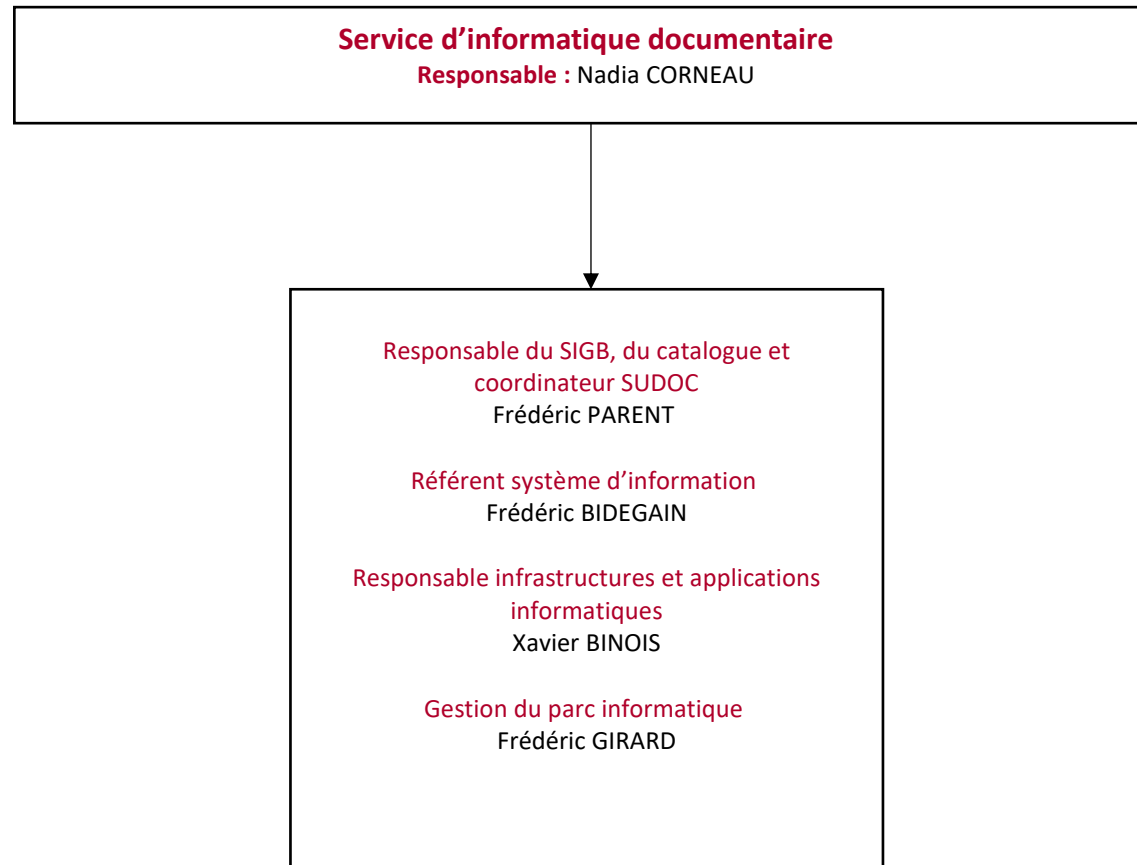 Service d’informatique documentaire
Responsable : Nadia CORNEAU
Responsable du SIGB, du catalogue et
coordinateur SUDOC
Frédéric PARENT
Référent système d’information
Frédéric BIDEGAIN
Responsable infrastructures et applications
informatiques
Xavier BINOIS
Gestion du parc informatique
Frédéric GIRARD